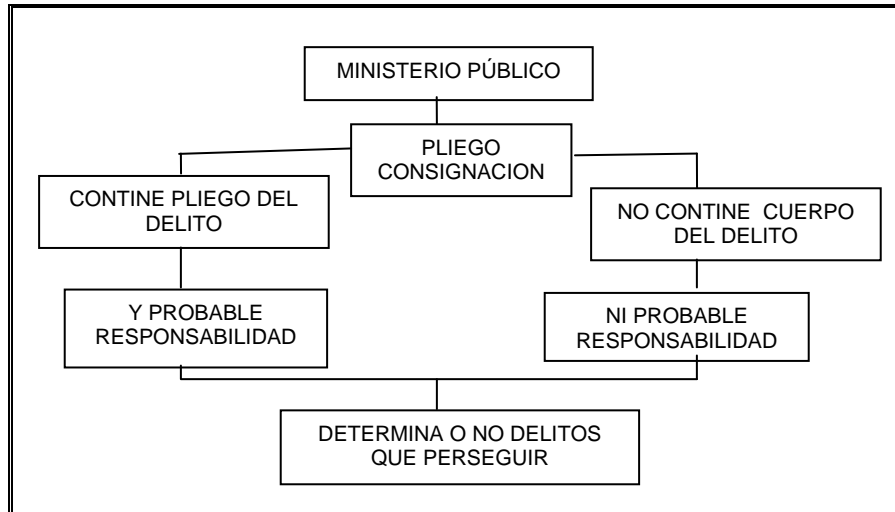 MINISTERIO PÚBLICO
PLIEGO
CONSIGNACION
CONTINE PLIEGO DEL
DELITO
NO CONTINE CUERPO
DEL DELITO
Y PROBABLE
RESPONSABILIDAD
NI PROBABLE
RESPONSABILIDAD
DETERMINA O NO DELITOS
QUE PERSEGUIR